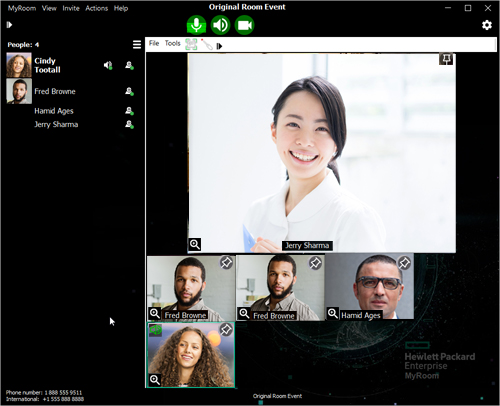 MyRoom View Invite Actions Help
Original Room Event
People: 4
File Tools
Cindy
Tootall
Fred Browne
Hamid Ages
Jerry Sharma
Jerry Sharma
Fred Browne
Fred Browne
Hamid Ages
Hewlett Packard
Enterprise
MyRoom
Phone number: 1 888 555 9511
International: +1 555 888 8888
Original Room Event